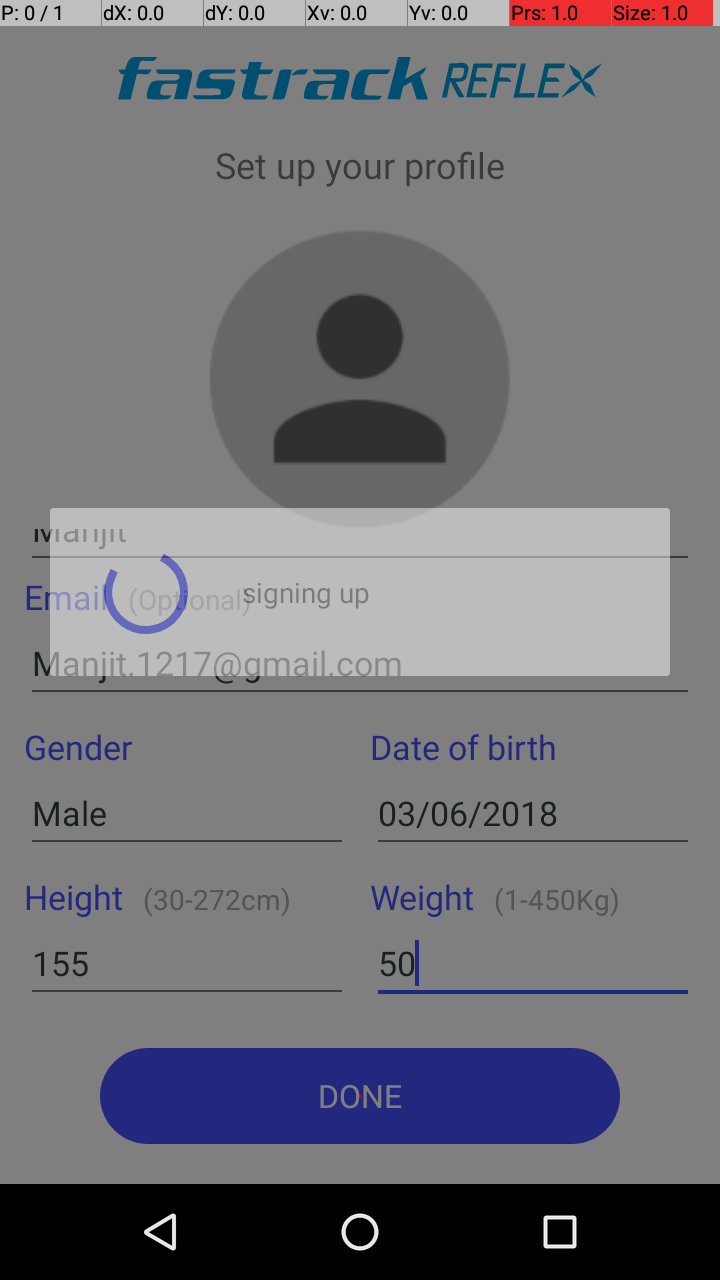 P: 0 / 1 dX: 0.0 dY: 0.0 Xv: 0.0 Yv: 0.0 Prs: 1.0 Size: 1.0
fastrack REFLEX
Set up your profile
Manjit
Email (Optional)
signing up
Manjit.1217@gmail.com
Gender Date of birth
Male 03/06/2018
Height (30-272cm) Weight (1-450Kg)
155 50
DONE